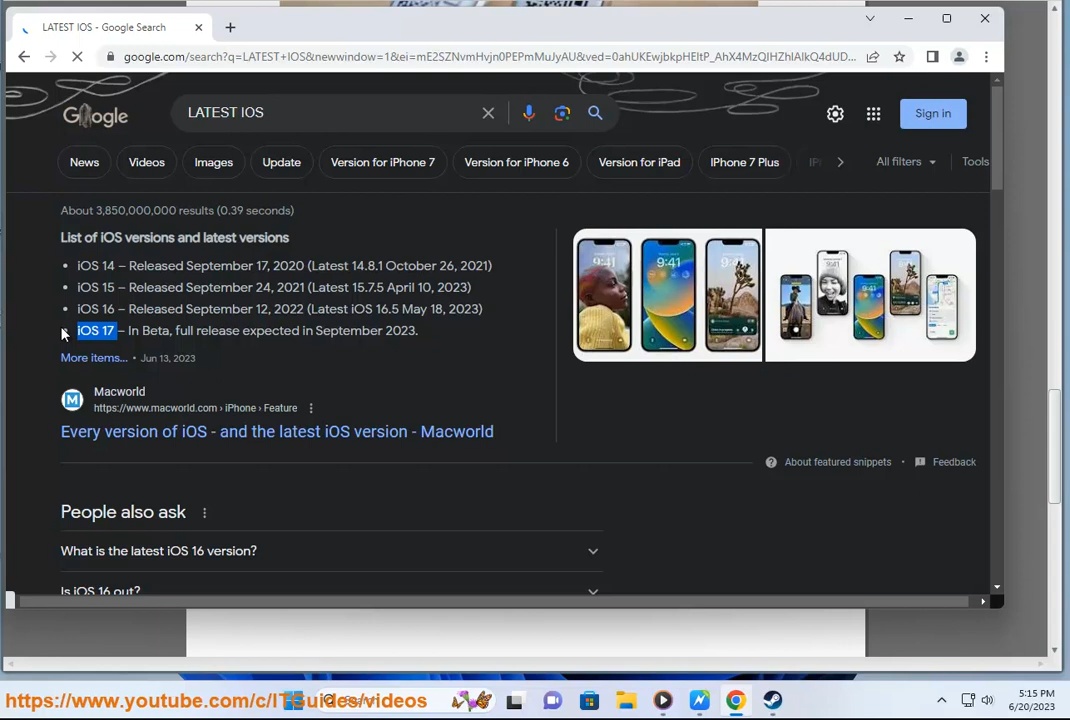 LATEST IOS - Google Search
google.com/search?q=LATEST+IOS&newwindow=1&ei=mE2SZNvmHvjn0PEPmMuJyAU&ved=0ahUKEwjbkpHEltP_AhX4MzQIHZhlAlkQ4dUD...
Google
LATEST IOS
Sign in
News
Videos
Images
Update
Version for iPhone 7
Version for iPhone 6
Version for iPad
IPhone 7 Plus
All filters
Tools
About 3,850,000,000 results (0.39 seconds)
List of iOS versions and latest versions
• iOS 14 – Released September 17, 2020 (Latest 14.8.1 October 26, 2021)
• iOS 15 – Released September 24, 2021 (Latest 15.7.5 April 10, 2023)
• iOS 16 – Released September 12, 2022 (Latest iOS 16.5 May 18, 2023)
iOS 17 – In Beta, full release expected in September 2023.
More items... • Jun 13, 2023
9:41
9:41
9:41
Macworld
https://www.macworld.com › iPhone › Feature
Every version of iOS - and the latest iOS version - Macworld
About featured snippets • Feedback
People also ask
What is the latest iOS 16 version?
Is iOS 16 out?
https://www.youtube.com/c/ITGuides/videos
5:15 PM
6/20/2023